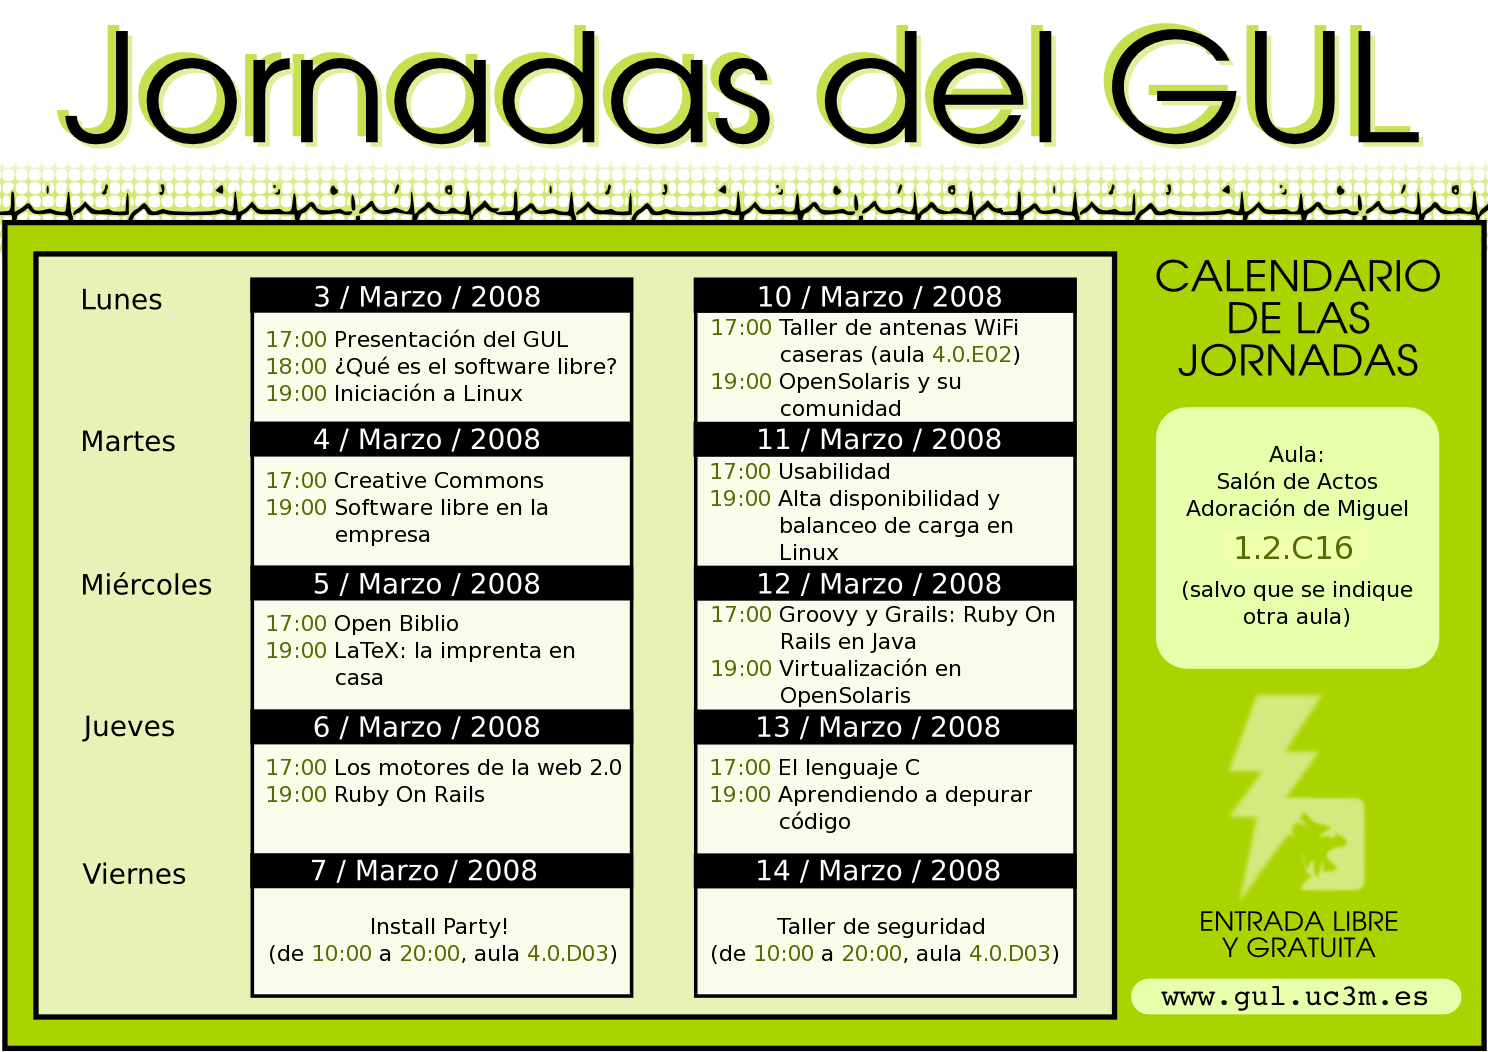 Jornadas del GUL
Lunes
3 / Marzo / 2008
17:00 Presentación del GUL
18:00 ¿Qué es el software libre?
19:00 Iniciación a Linux
10 / Marzo / 2008
17:00 Taller de antenas WiFi
caseras (aula 4.0.E02)
19:00 OpenSolaris y su
comunidad
Martes
4 / Marzo / 2008
17:00 Creative Commons
19:00 Software libre en la
empresa
11 / Marzo / 2008
17:00 Usabilidad
19:00 Alta disponibilidad y
balanceo de carga en
Linux
Miércoles
5 / Marzo / 2008
17:00 Open Biblio
19:00 LaTeX: la imprenta en
casa
12 / Marzo / 2008
17:00 Groovy y Grails: Ruby On
Rails en Java
19:00 Virtualización en
OpenSolaris
Jueves
6 / Marzo / 2008
17:00 Los motores de la web 2.0
19:00 Ruby On Rails
13 / Marzo / 2008
17:00 El lenguaje C
19:00 Aprendiendo a depurar
código
Viernes
7 / Marzo / 2008
Install Party!
(de 10:00 a 20:00, aula 4.0.D03)
14 / Marzo / 2008
Taller de seguridad
(de 10:00 a 20:00, aula 4.0.D03)
CALENDARIO
DE LAS
JORNADAS
Aula:
Salón de Actos
Adoración de Miguel
1.2.C16
(salvo que se indique
otra aula)
ENTRADA LIBRE
Y GRATUITA
www.gul.uc3m.es